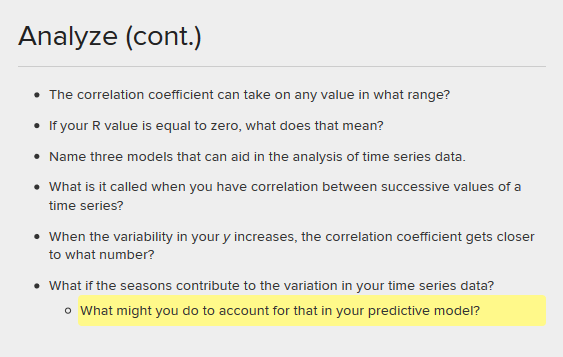 Analyze (cont.)
The correlation coefficient can take on any value in what range?
If your R value is equal to zero, what does that mean?
Name three models that can aid in the analysis of time series data.
What is it called when you have correlation between successive values of a
time series?
When the variability in your y increases, the correlation coefficient gets closer
to what number?
What if the seasons contribute to the variation in your time series data?
What might you do to account for that in your predictive model?